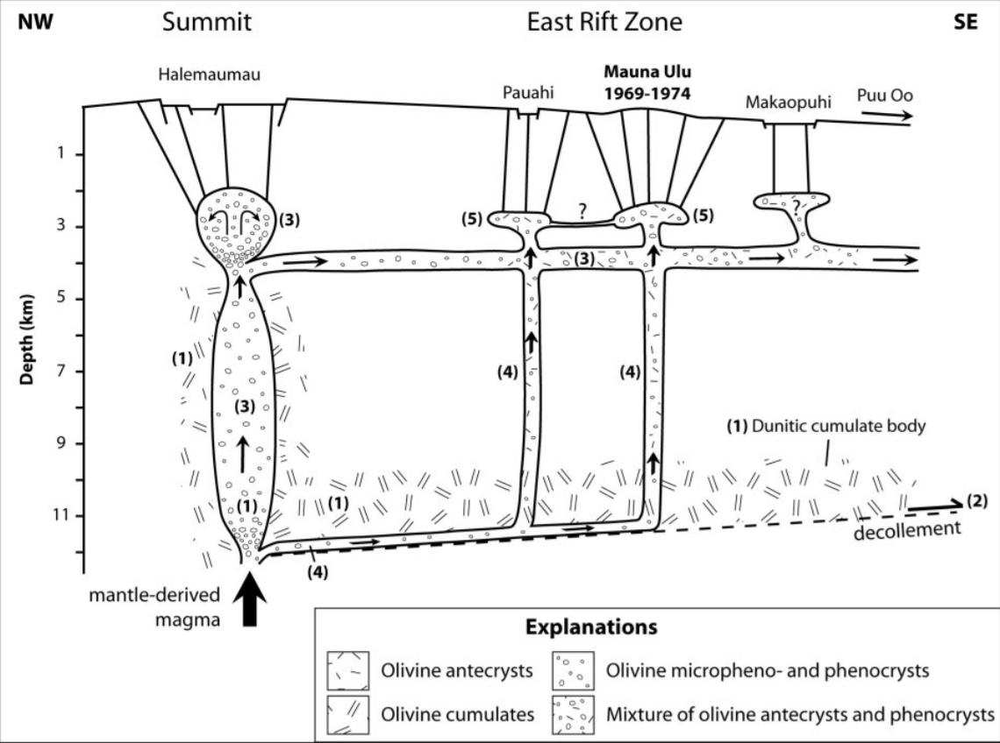 NW
Summit
East Rift Zone
SE
Halemaumau
Pauahi
Mauna Ulu
1969-1974
Makaopuhi
Puu Oo
1
3
5
7
9
11
Depth (km)
(3)
(5)
?
(5)
?
(3)
(1)
(3)
(4)
(4)
(1) Dunitic cumulate body
(1)
(1)
(2)
decollement
(4)
mantle-derived
magma
Explanations
Olivine antecrysts
Olivine micropheno- and phenocrysts
Olivine cumulates
Mixture of olivine antecrysts and phenocrysts